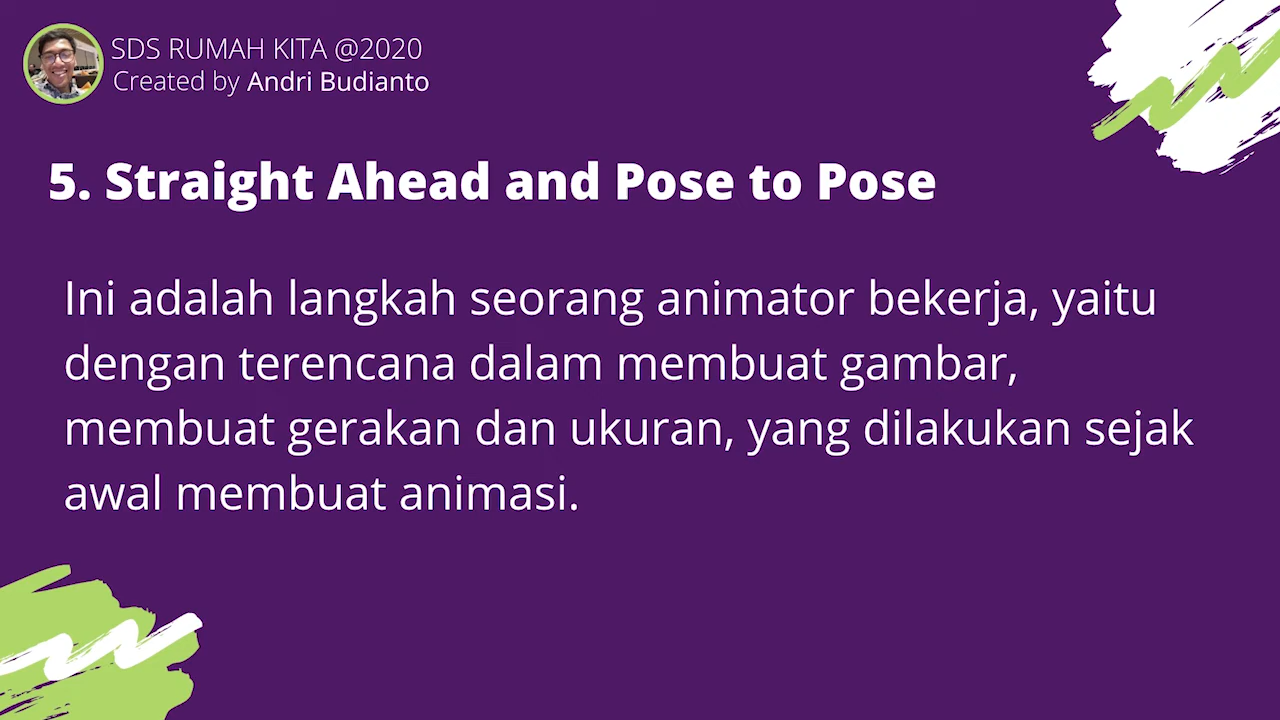 SDS RUMAH KITA @2020
Created by Andri Budianto
5. Straight Ahead and Pose to Pose
Ini adalah langkah seorang animator bekerja, yaitu
dengan terencana dalam membuat gambar,
membuat gerakan dan ukuran, yang dilakukan sejak
awal membuat animasi.